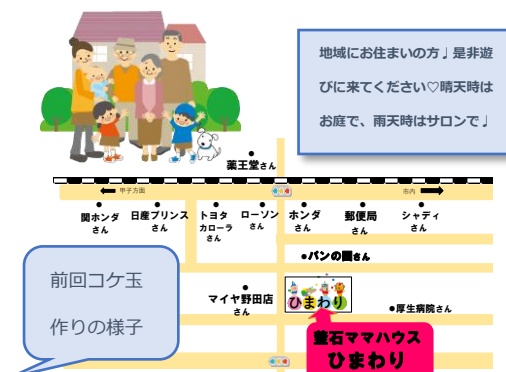 地域にお住まいの方♩是非遊
びに来てください♡晴天時は
お庭で、雨天時はサロンで♩
薬王堂さん
甲子方面
市内
関ホンダ
さん
日産プリンス
さん
トヨタ
カローラ
さん
ローソン
さん
ホンダ
さん
郵便局
さん
シャディ
さん
パンの園さん
前回コケ玉
作りの様子
マイヤ野田店
さん
ひまわり
厚生病院さん
釜石ママハウス
ひまわり